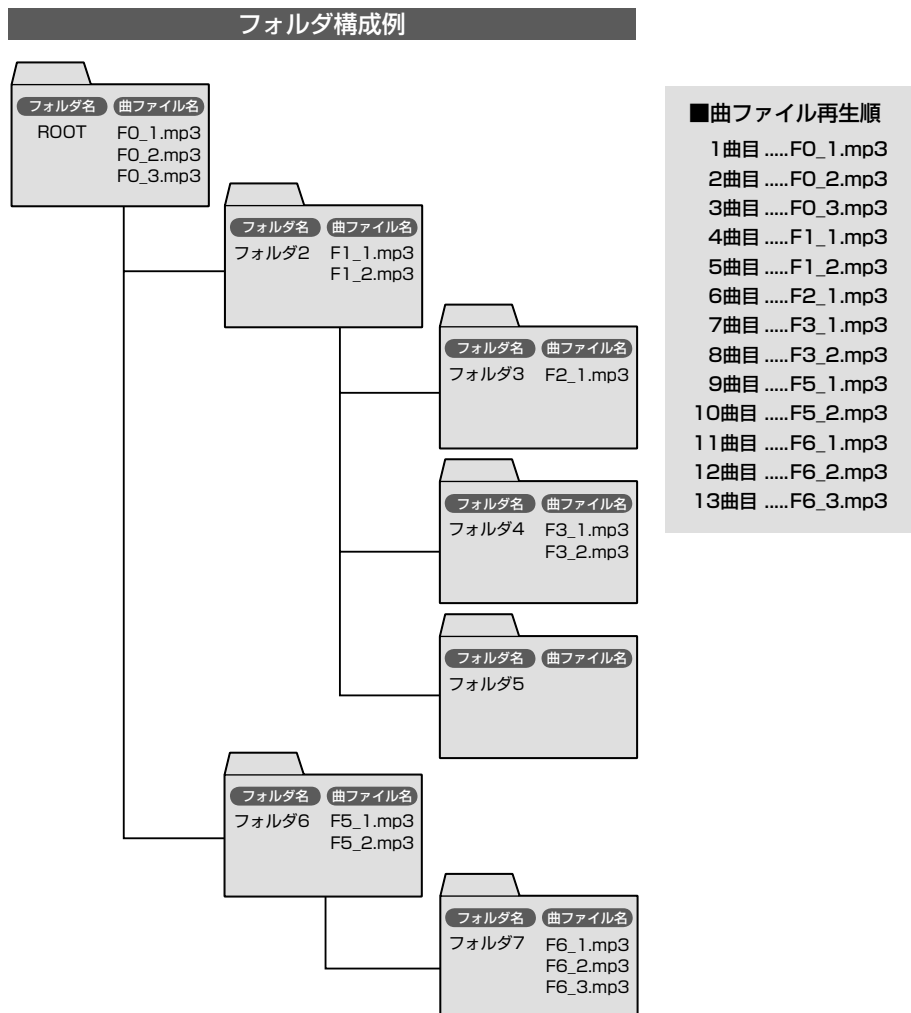 フォルダ構成例
フォルダ名 曲ファイル名
ROOT F0_1.mp3
F0_2.mp3
F0_3.mp3
フォルダ名 曲ファイル名
フォルダ2 F1_1.mp3
F1_2.mp3
フォルダ名 曲ファイル名
フォルダ3 F2_1.mp3
フォルダ名 曲ファイル名
フォルダ4 F3_1.mp3
F3_2.mp3
フォルダ名 曲ファイル名
フォルダ5
フォルダ名 曲ファイル名
フォルダ6 F5_1.mp3
F5_2.mp3
フォルダ名 曲ファイル名
フォルダ7 F6_1.mp3
F6_2.mp3
F6_3.mp3
■曲ファイル再生順
1曲目 .....F0_1.mp3
2曲目 .....F0_2.mp3
3曲目 .....F0_3.mp3
4曲目 .....F1_1.mp3
5曲目 .....F1_2.mp3
6曲目 .....F2_1.mp3
7曲目 .....F3_1.mp3
8曲目 .....F3_2.mp3
9曲目 .....F5_1.mp3
10曲目 .....F5_2.mp3
11曲目 .....F6_1.mp3
12曲目 .....F6_2.mp3
13曲目 .....F6_3.mp3